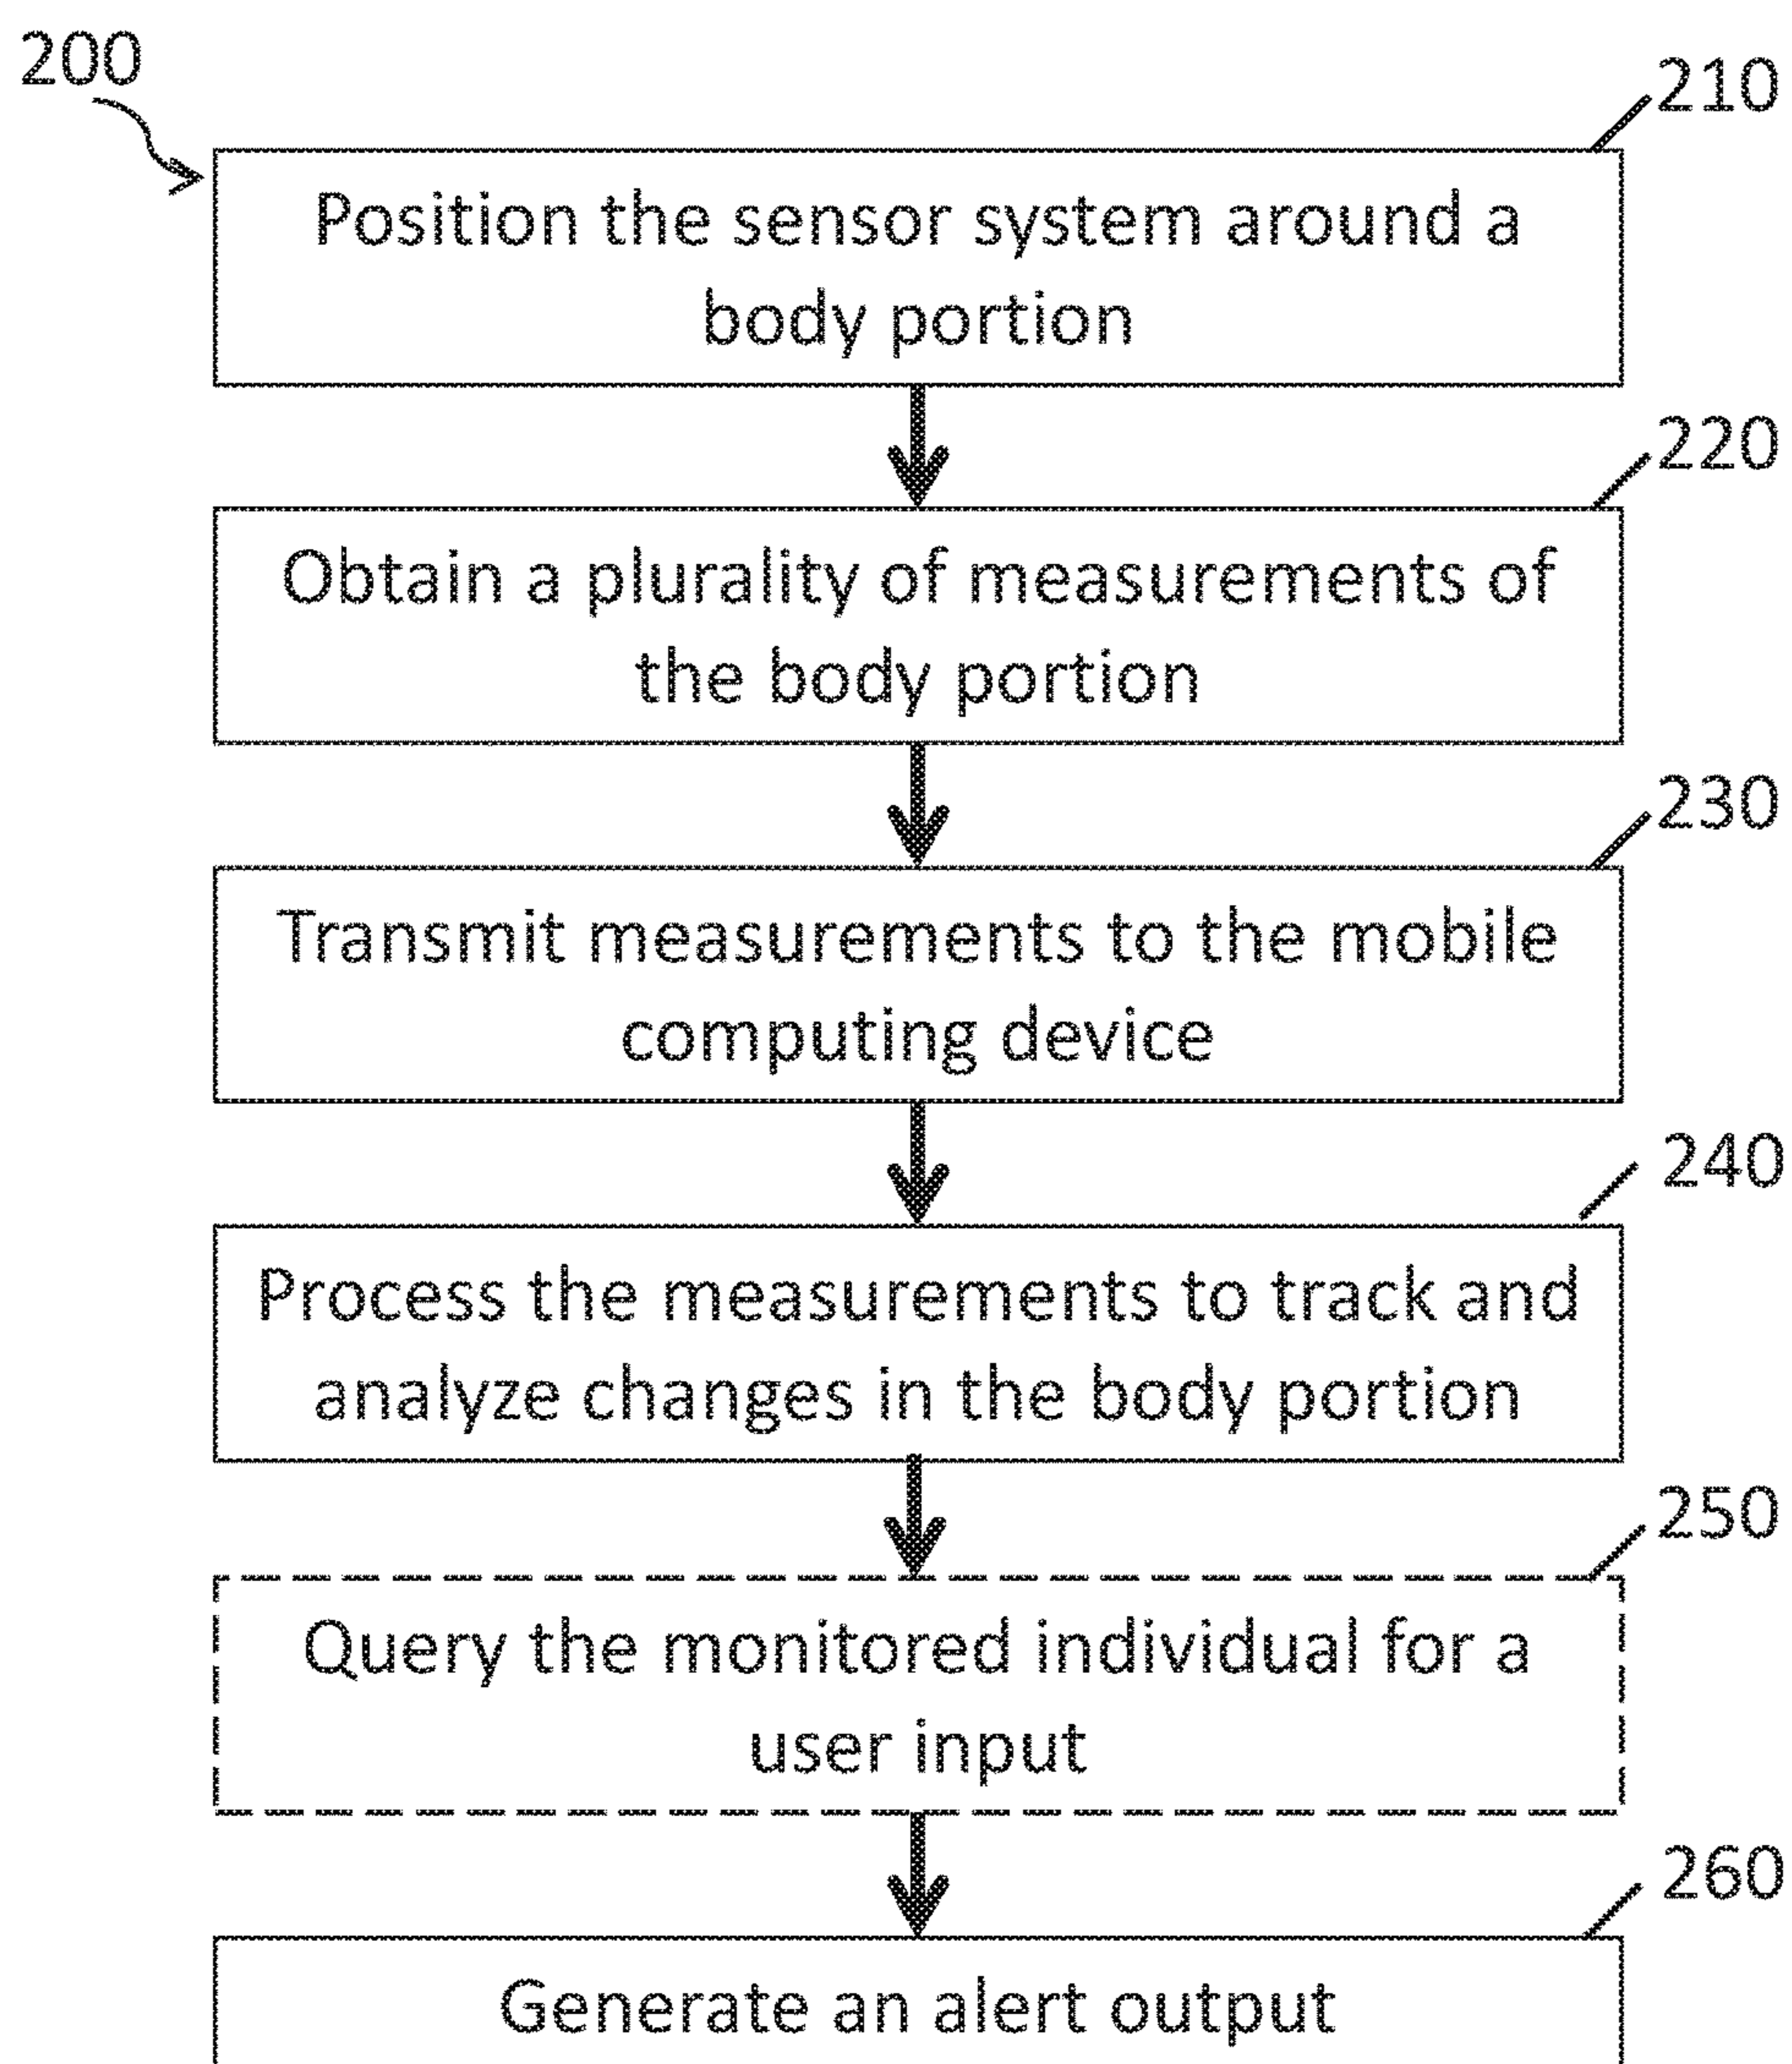 200
210
Position the sensor system around a
body portion
220
Obtain a plurality of measurements of
the body portion
230
Transmit measurements to the mobile
computing device
240
Process the measurements to track and
analyze changes in the body portion
250
Query the monitored individual for a
user input
260
Generate an alert output